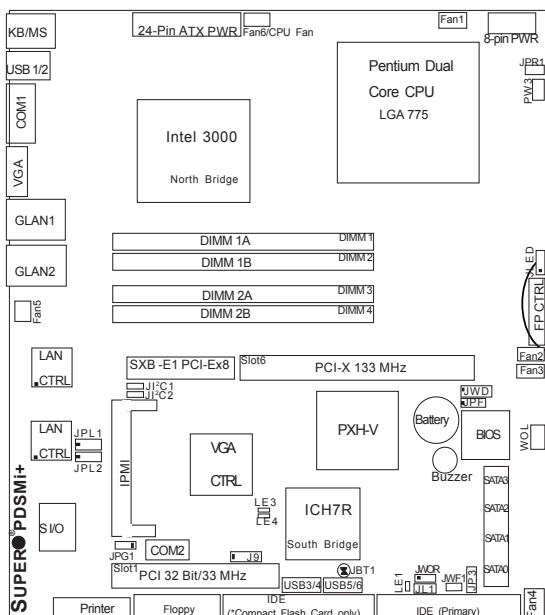 KB/MS
24-Pin ATX PWR
Fan6/CPU Fan
Fan1
8-pin PWR
USB 1/2
JPR1
PW3
COM1
Pentium Dual
Core CPU
LGA 775
Intel 3000
North Bridge
VGA
GLAN1
GLAN2
DIMM 1A
DIMM 1
DIMM 1B
DIMM 2
DIMM 2A
DIMM 3
DIMM 2B
DIMM 4
JLED
FP CTRL
Fan5
Fan2
Fan3
LAN
CTRL
SXB -E1 PCI-Ex8
Slot6
PCI-X 133 MHz
JI²C1
JI²C2
JWD
JPF
Battery
BIOS
WOL
PXH-V
LAN
CTRL
JPL1
JPL2
IPMI
VGA
CTRL
Buzzer
SATA3
SATA2
SATA1
SATA0
LE3
LE4
ICH7R
South Bridge
S I/O
SUPER® PDSMi+
JPG1
COM2
J9
Slot1
PCI 32 Bit/33 MHz
JBT1
USB3/4
USB5/6
LE1
JWOR
JL1
JWF1
JP3
Fan4
Printer
Floppy
IDE
(*Compact Flash Card only)
IDE (Primary)